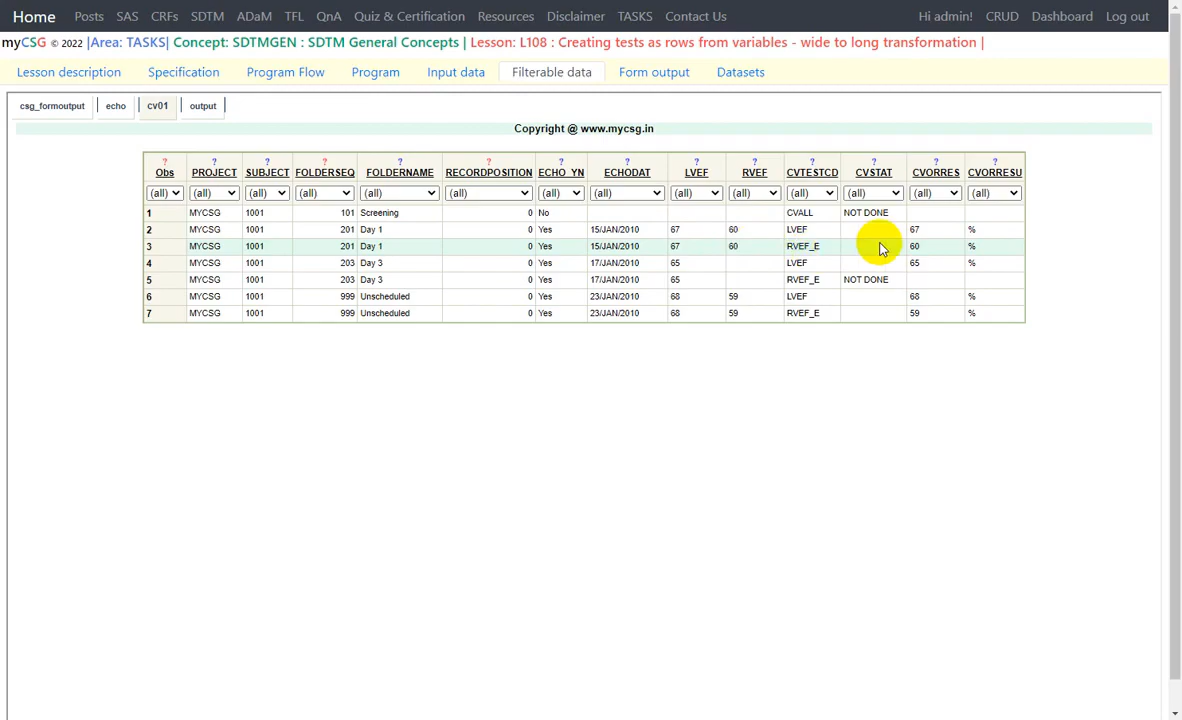 Home Posts SAS CRFs SDTM ADaM TFL QnA Quiz & Certification Resources Disclaimer TASKS Contact Us Hi admin! CRUD Dashboard Log out
myCSG © 2022 |Area: TASKS| Concept: SDTMGEN : SDTM General Concepts | Lesson: L108 : Creating tests as rows from variables - wide to long transformation |
Lesson description Specification Program Flow Program Input data Filterable data Form output Datasets
csg_formoutput echo cv01 output
Copyright @ www.mycsg.in
? ? ? ? ? ? ? ? ? ? ? ? ? ?
Obs PROJECT SUBJECT FOLDERSEQ FOLDERNAME RECORDPOSITION ECHO_YN ECHODAT LVEF RVEF CVTESTCD CVSTAT CVORRES CVORRESU
(all) (all) (all) (all) (all) (all) (all) (all) (all) (all) (all) (all) (all) (all)
1 MYCSG 1001 101 Screening 0 No CVALL NOT DONE
2 MYCSG 1001 201 Day 1 0 Yes 15/JAN/2010 67 60 LVEF 67 %
3 MYCSG 1001 201 Day 1 0 Yes 15/JAN/2010 67 60 RVEF_E 60 %
4 MYCSG 1001 203 Day 3 0 Yes 17/JAN/2010 65 LVEF 65 %
5 MYCSG 1001 203 Day 3 0 Yes 17/JAN/2010 65 RVEF_E NOT DONE
6 MYCSG 1001 999 Unscheduled 0 Yes 23/JAN/2010 68 59 LVEF 68 %
7 MYCSG 1001 999 Unscheduled 0 Yes 23/JAN/2010 68 59 RVEF_E 59 %